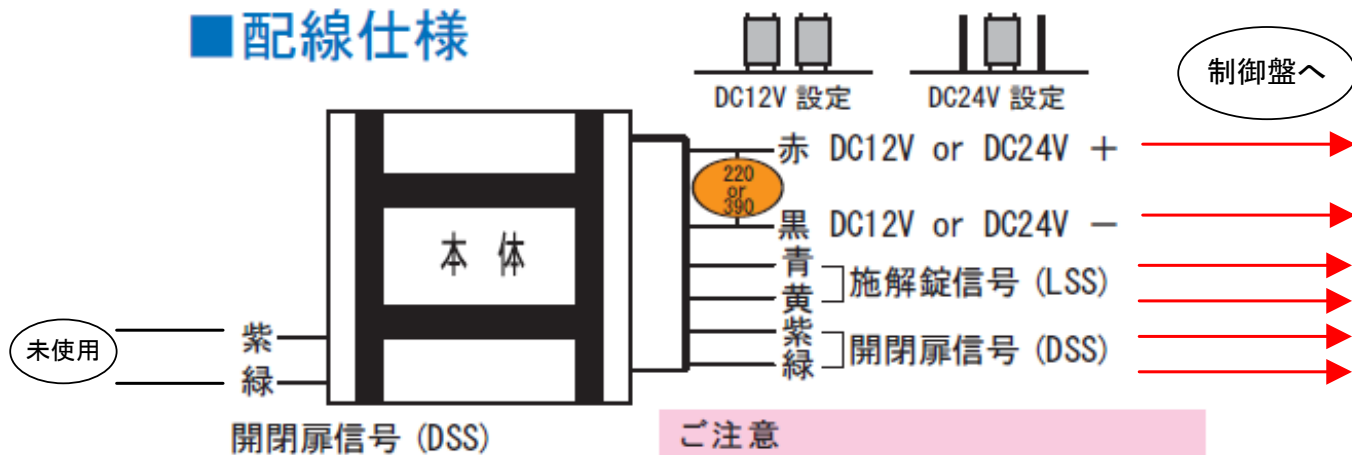 ■配線仕様
DC12V 設定
DC24V 設定
制御盤へ
赤 DC12V or DC24V ＋
220
or
390
黒 DC12V or DC24V －
本 体
青
黄
施解錠信号 (LSS)
紫
緑
開閉扉信号 (DSS)
未使用
紫
緑
開閉扉信号 (DSS)
ご注意